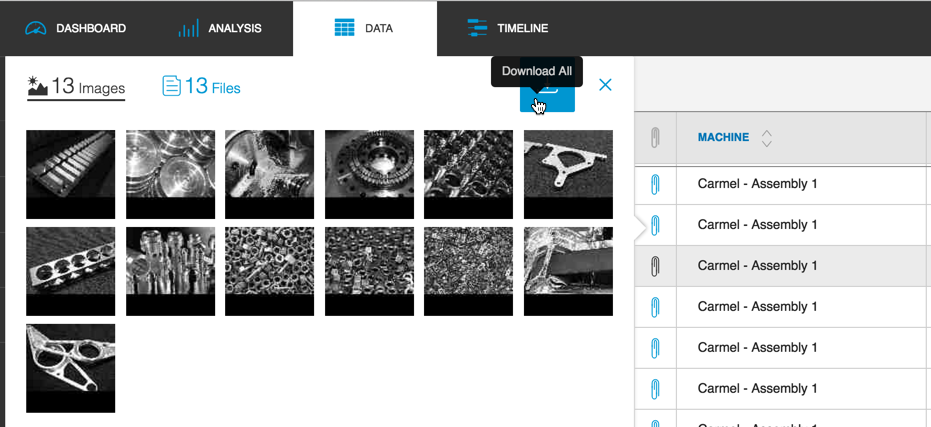 DASHBOARD
ANALYSIS
DATA
TIMELINE
13 Images
13 Files
Download All
MACHINE
Carmel - Assembly 1
Carmel - Assembly 1
Carmel - Assembly 1
Carmel - Assembly 1
Carmel - Assembly 1
Carmel - Assembly 1